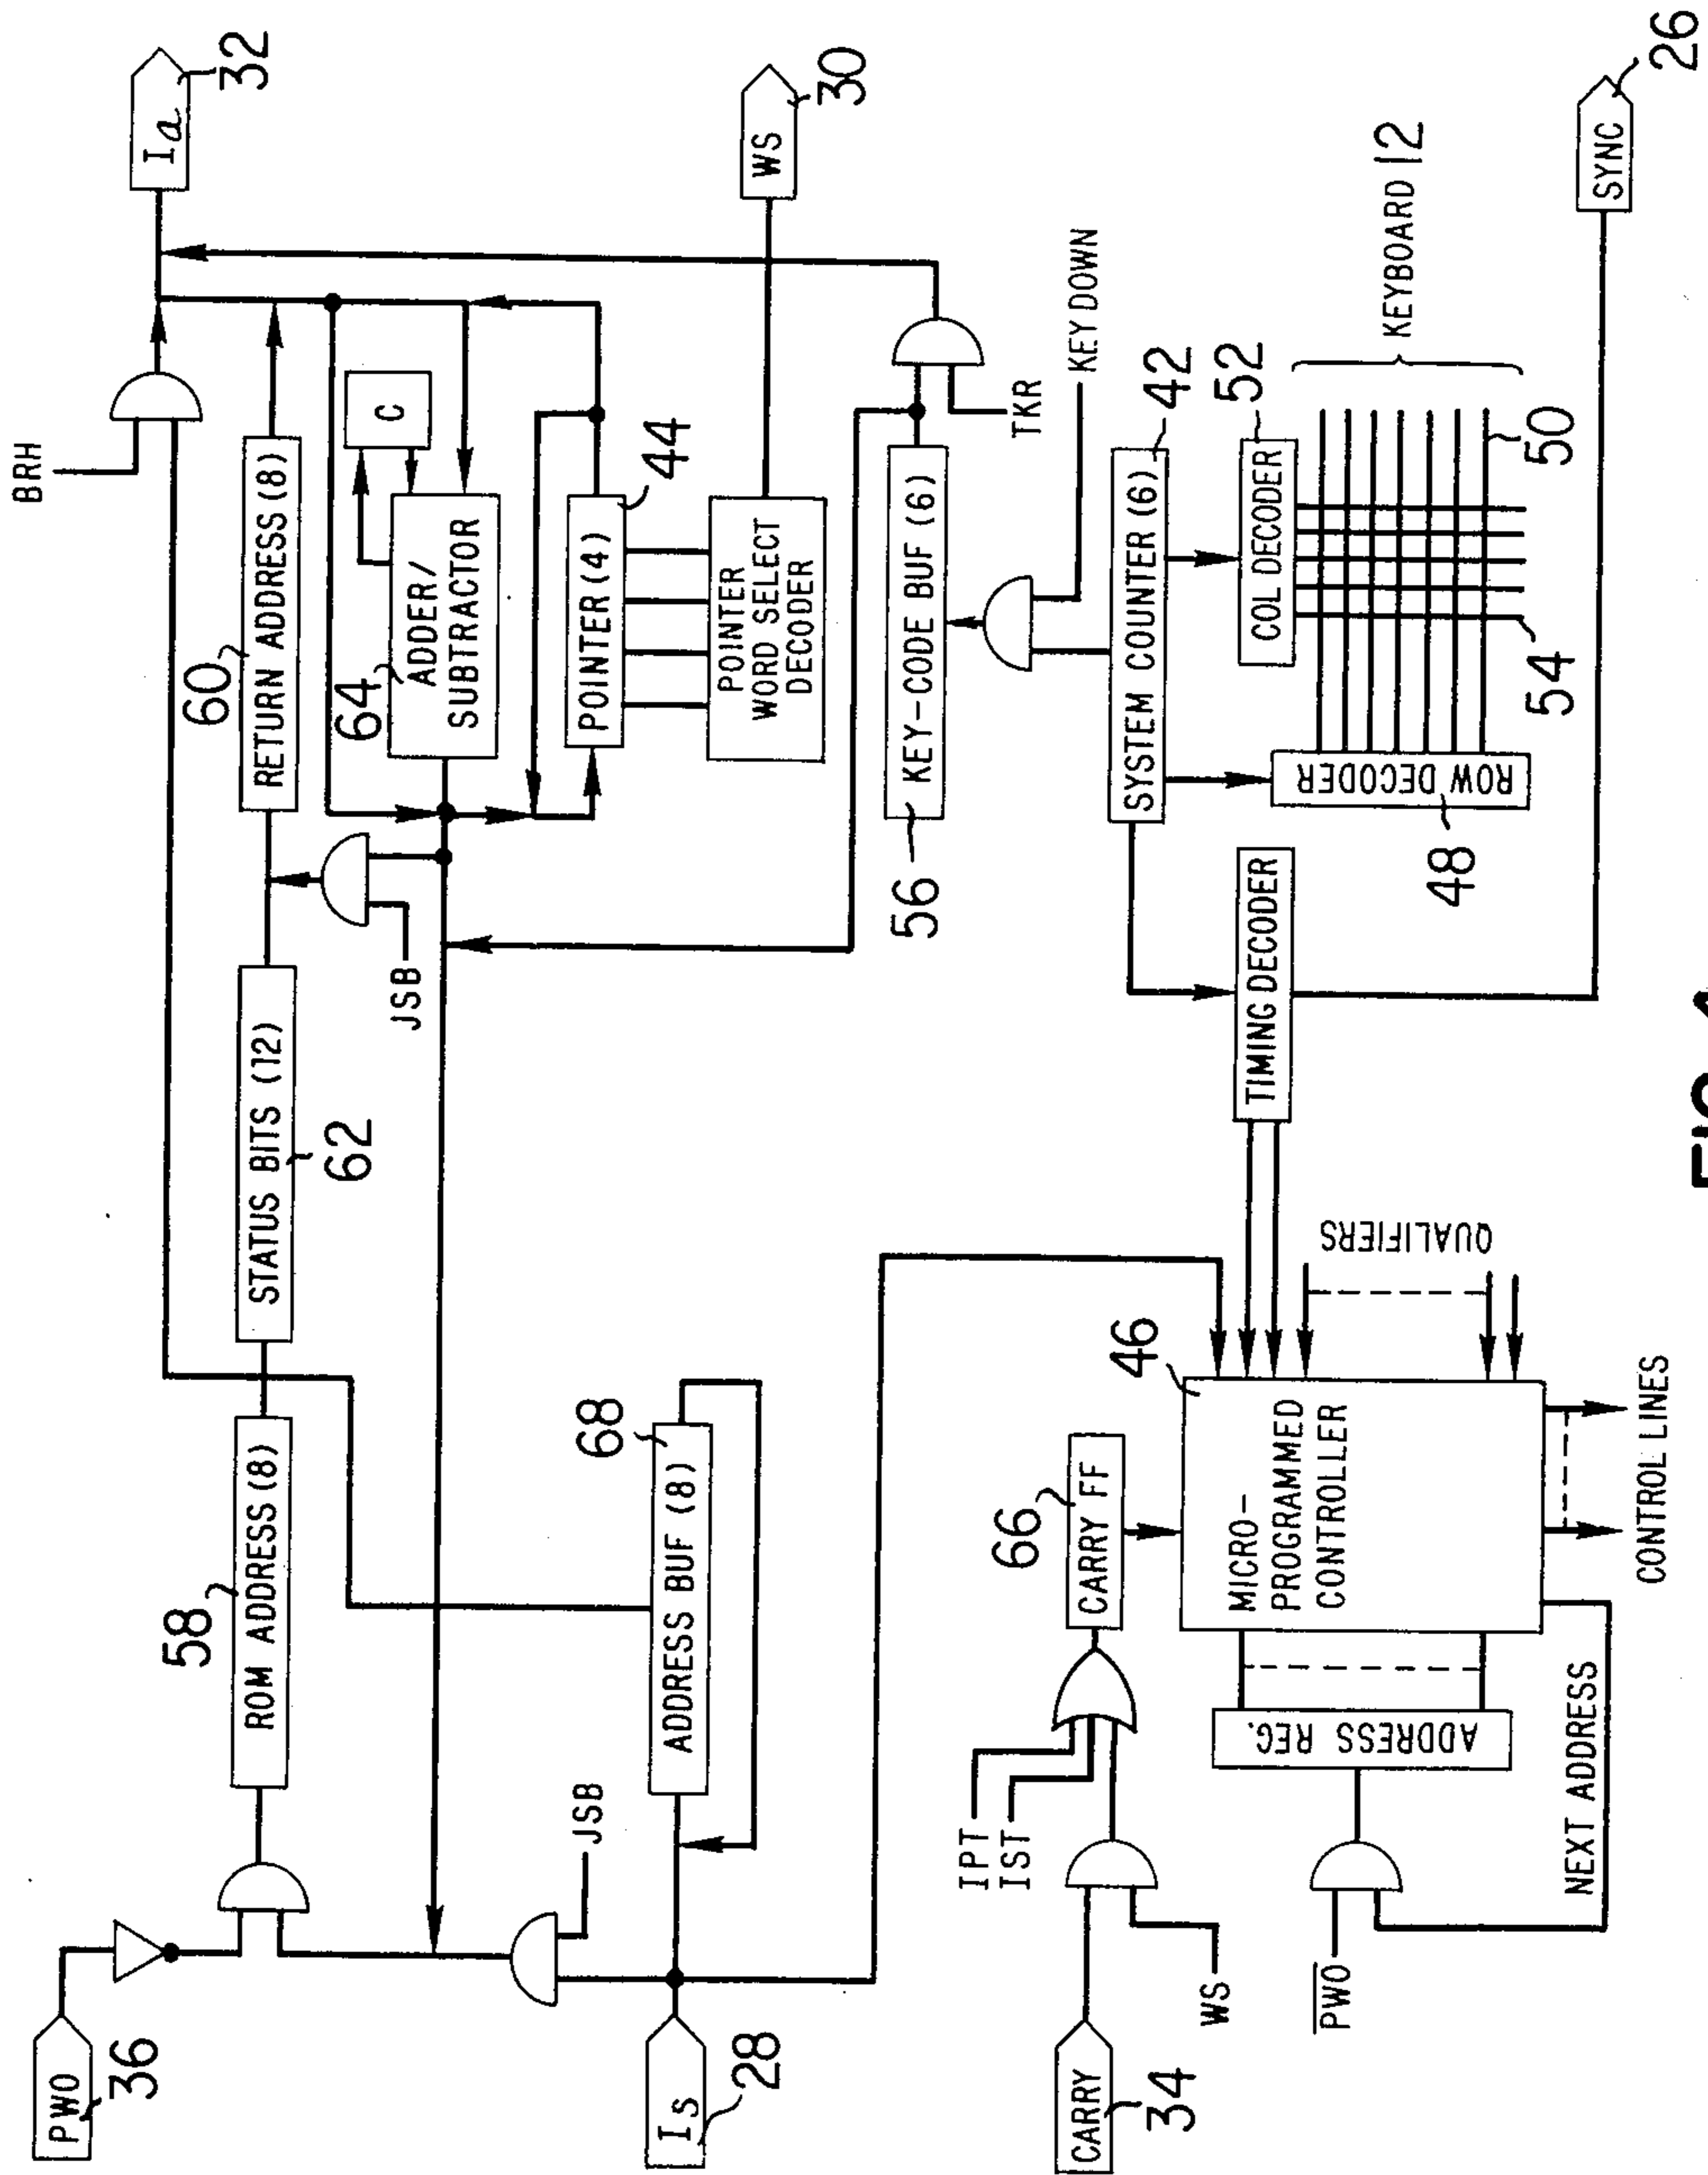 BRH
I a
32
PWO
36
58
ROM ADDRESS (8)
STATUS BITS (12)
62
60
RETURN ADDRESS (8)
64
ADDER/
SUBTRACTOR
C
JSB
POINTER (4)
44
POINTER
WORD SELECT
DECODER
WS
30
JSB
68
ADDRESS BUF (8)
I s
28
56
KEY-CODE BUF (6)
TKR
KEY DOWN
SYSTEM COUNTER (6)
42
COL DECODER
52
KEYBOARD 12
ROW DECODER
48
54
50
TIMING DECODER
SYNC
26
IPT
IST
66
CARRY FF
CARRY
34
WS
46
MICRO-
PROGRAMMED
CONTROLLER
QUALIFIERS
ADDRESS REG.
PWO
NEXT ADDRESS
CONTROL LINES
FIG